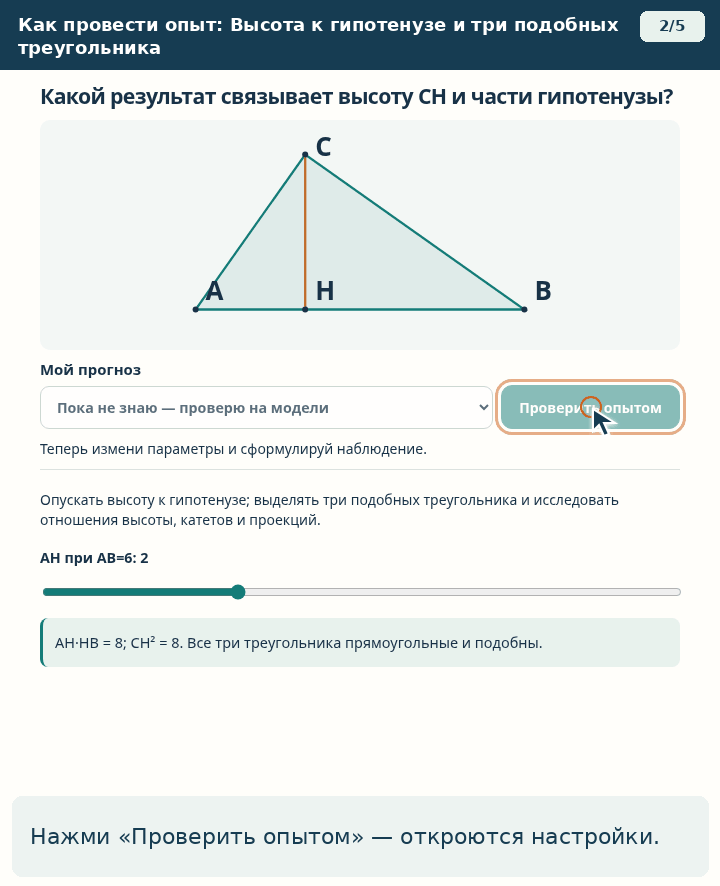 Как провести опыт: Высота к гипотенузе и три подобных
треугольника
2/5
Какой результат связывает высоту CH и части гипотенузы?
C
A
H
B
Мой прогноз
Пока не знаю — проверю на модели
Проверить опытом
Теперь измени параметры и сформулируй наблюдение.
Опускать высоту к гипотенузе; выделять три подобных треугольника и исследовать
отношения высоты, катетов и проекций.
AH при AB=6: 2
AH·HB = 8; CH² = 8. Все три треугольника прямоугольные и подобны.
Нажми «Проверить опытом» — откроются настройки.